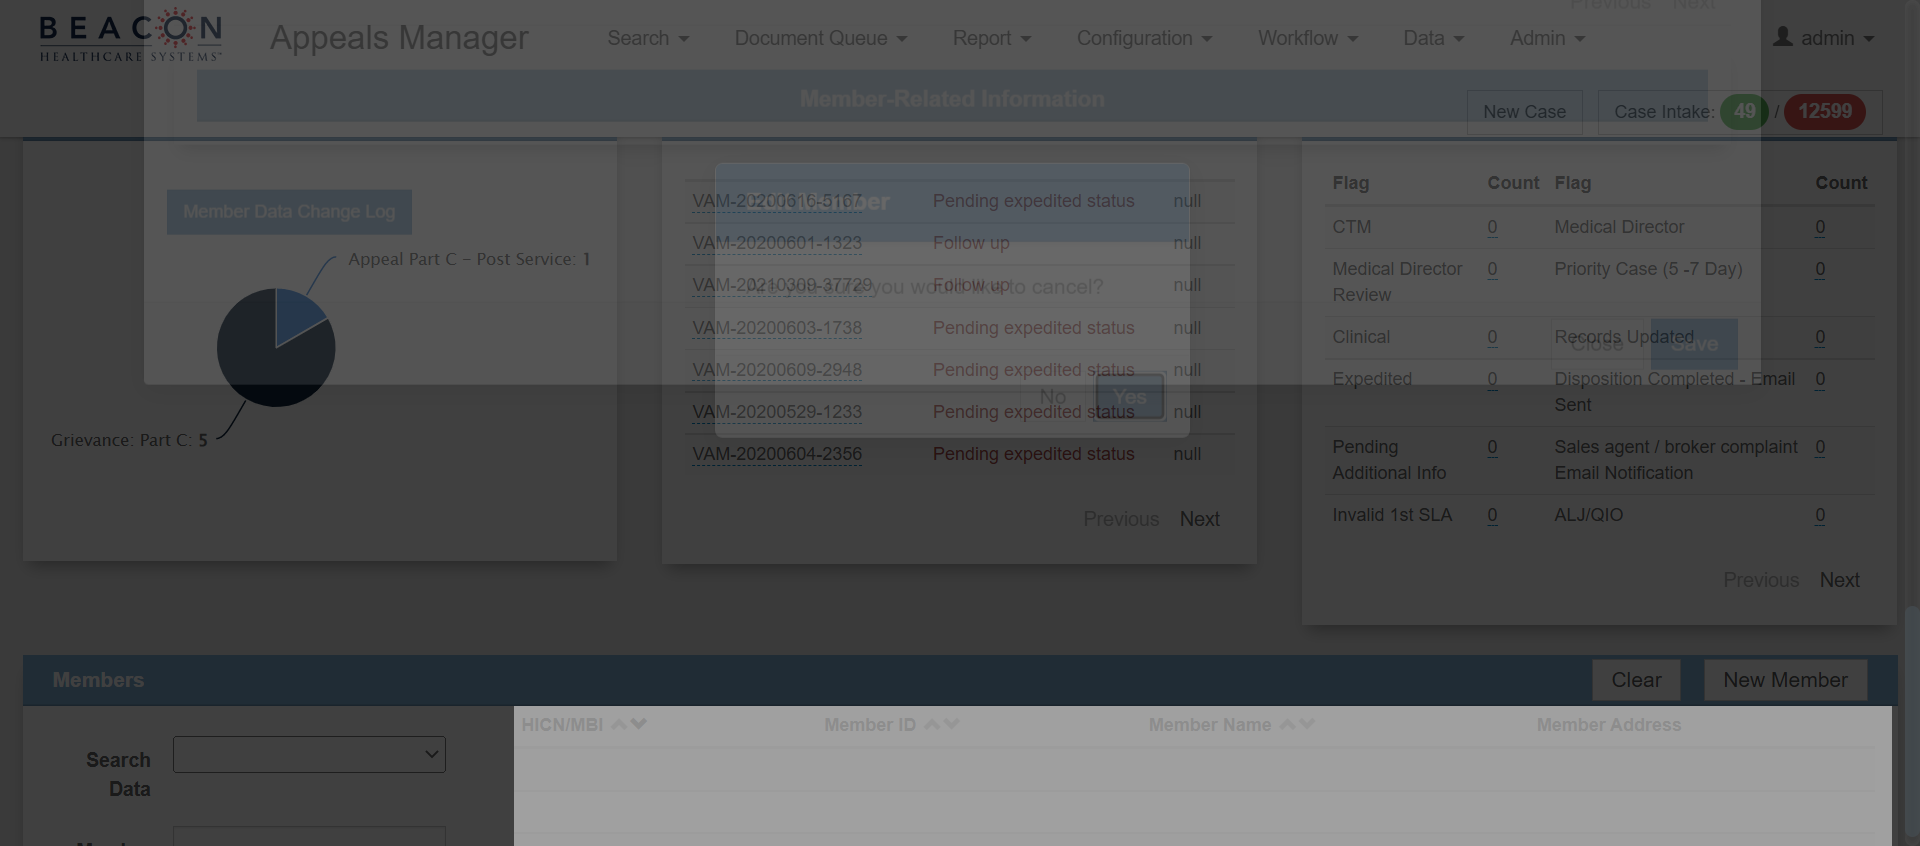 Previous Next
BEACON
HEALTHCARE SYSTEMS
Appeals Manager
Search
Document Queue
Report
Configuration
Workflow
Data
Admin
admin
Member-Related Information
New Case
Case Intake: 49 / 12599
Member Data Change Log
Appeal Part C - Post Service: 1
Grievance: Part C: 5
Member
Are you sure you would like to cancel?
No
Yes
Close
Save
VAM-20200616-5167 Pending expedited status null
VAM-20200601-1323 Follow up null
VAM-20210309-37729 Follow up null
VAM-20200603-1738 Pending expedited status null
VAM-20200609-2948 Pending expedited status null
VAM-20200529-1233 Pending expedited status null
VAM-20200604-2356 Pending expedited status null
Previous Next
Flag Count Flag Count
CTM 0 Medical Director 0
Medical Director 0 Priority Case (5 -7 Day) 0
Review
Clinical 0 Records Updated 0
Expedited 0 Disposition Completed - Email 0
Sent
Pending 0 Sales agent / broker complaint 0
Additional Info Email Notification
Invalid 1st SLA 0 ALJ/QIO 0
Previous Next
Members
Clear
New Member
Search
Data
HICN/MBI
Member ID
Member Name
Member Address